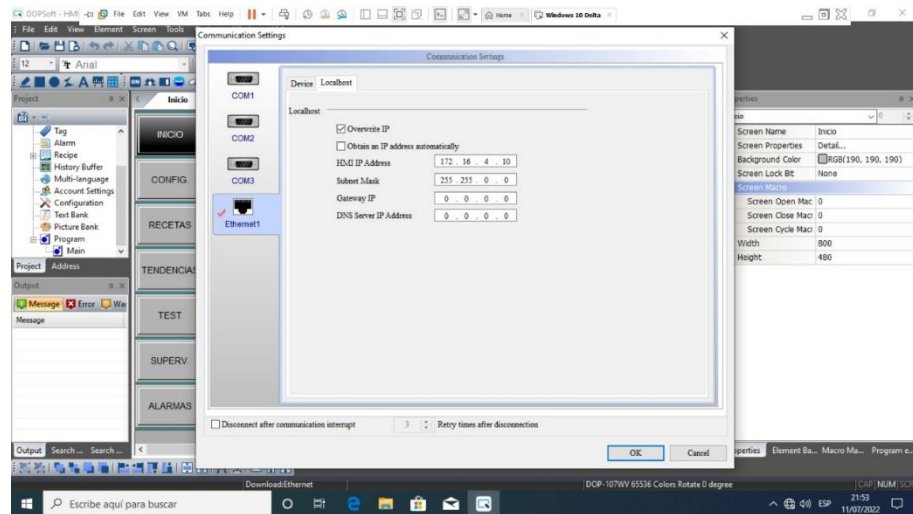 DOPSoft - HMI File Edit View VM Tabs Help Home Windows 10 Delta
File Edit View Element Screen Tools
12 Arial
Communication Settings
Communication Settings
COM1
COM2
COM3
Ethernet1
Device Localhost
Localhost
Overwrite IP
Obtain an IP address automatically
HMI IP Address 172 . 16 . 4 . 10
Subnet Mask 255 . 255 . 0 . 0
Gateway IP 0 . 0 . 0 . 0
DNS Server IP Address 0 . 0 . 0 . 0
Disconnect after communication interrupt 3 Retry times after disconnection
OK Cancel
Project
Tag
Alarm
Recipe
History Buffer
Multi-language
Account Settings
Configuration
Text Bank
Picture Bank
Program
Main
Project Address
Output
Message Error
Message
Output Search ... Search ...
Inicio
INICIO
CONFIG.
RECETAS
TENDENCIA
TEST
SUPERV.
ALARMAS
0
Screen Name Inicio
Screen Properties Detail...
Background Color RGB(190, 190, 190)
Screen Lock Bit None
Screen Macro
Screen Open Mac 0
Screen Close Macr 0
Screen Cycle Macr 0
Width 800
Height 480
Element Ba... Macro Ma... Program e...
Download:Ethernet DOP-107WV 65536 Colors Rotate 0 degree CAP NUM SCR
Escribe aquí para buscar
ESP 21:53
11/07/2022